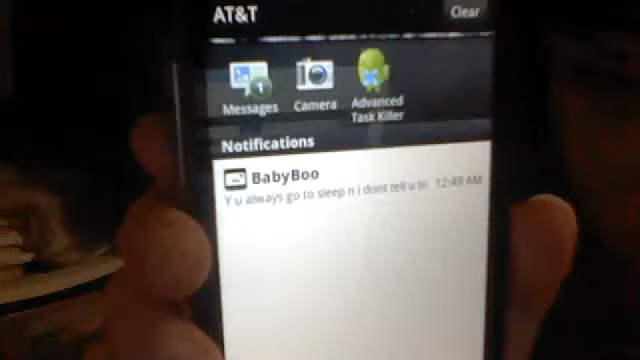 AT&T Clear
1
Messages Camera Advanced
Task Killer
Notifications
BabyBoo
Y u always go to sleep n i dont tell u to 12:49 AM